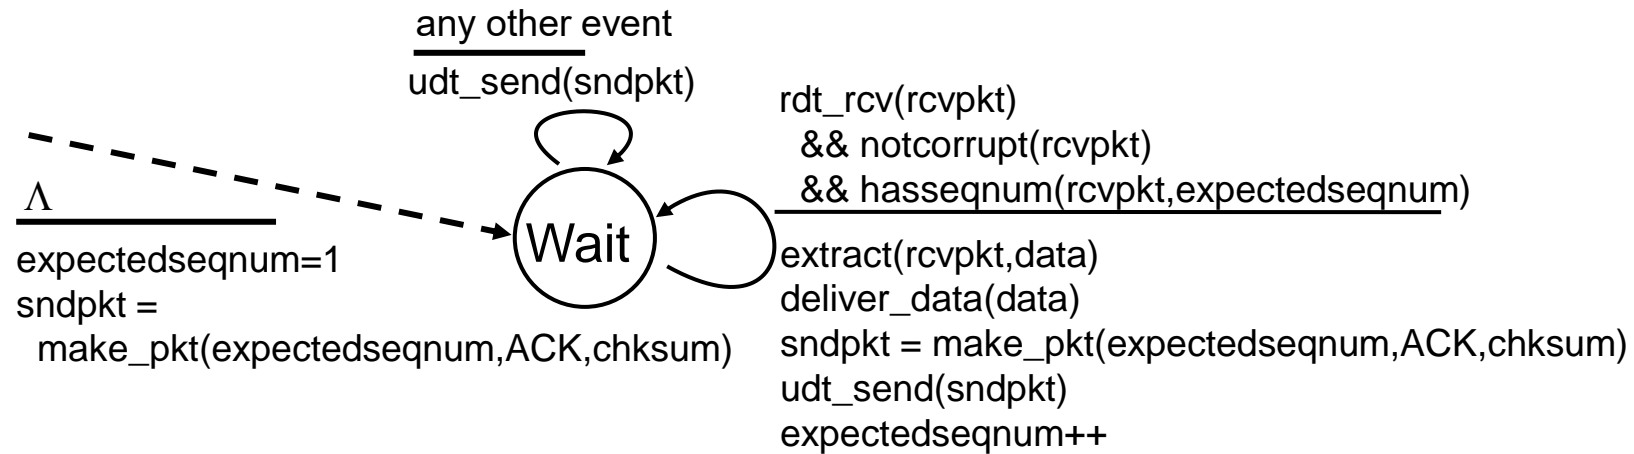 any other event
udt_send(sndpkt)
rdt_rcv(rcvpkt)
&& notcorrupt(rcvpkt)
&& hasseqnum(rcvpkt,expectedseqnum)
Λ
Wait
expectedseqnum=1
sndpkt =
make_pkt(expectedseqnum,ACK,chksum)
extract(rcvpkt,data)
deliver_data(data)
sndpkt = make_pkt(expectedseqnum,ACK,chksum)
udt_send(sndpkt)
expectedseqnum++